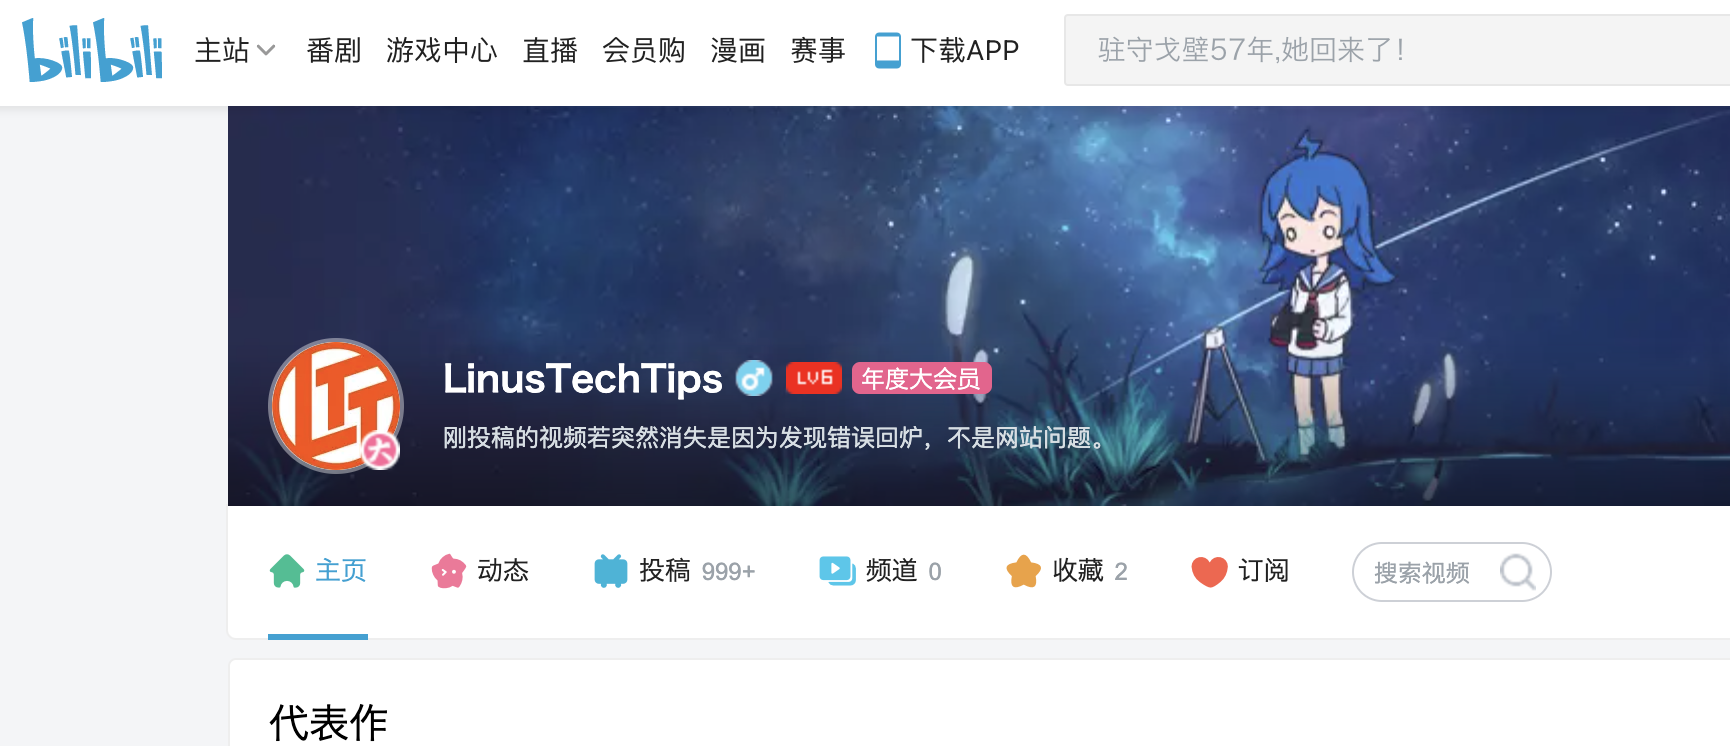 bilibili 主站 番剧 游戏中心 直播 会员购 漫画 赛事 下载APP 驻守戈壁57年,她回来了！
LTT
大
LinusTechTips LV6 年度大会员
刚投稿的视频若突然消失是因为发现错误回炉，不是网站问题。
主页 动态 投稿 999+ 频道 0 收藏 2 订阅 搜索视频
代表作